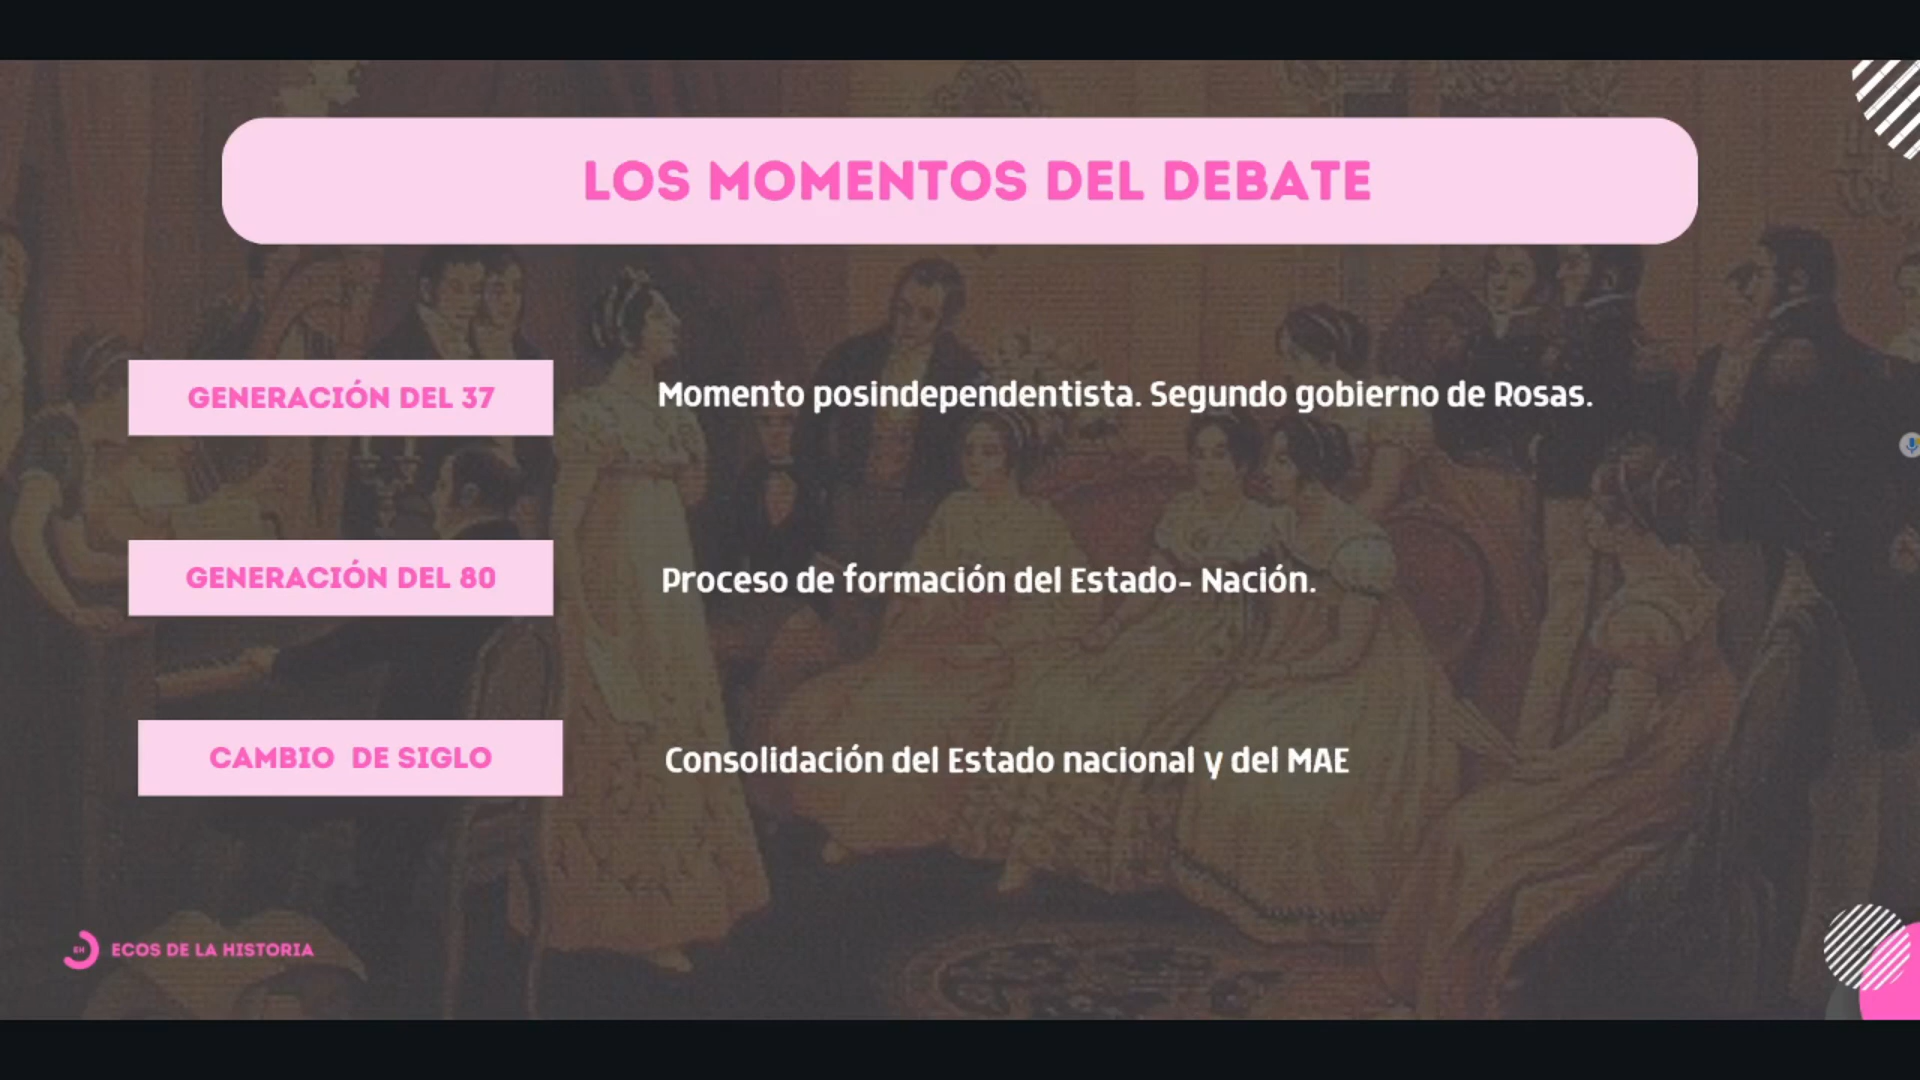 LOS MOMENTOS DEL DEBATE
GENERACIÓN DEL 37
Momento posindependentista. Segundo gobierno de Rosas.
GENERACIÓN DEL 80
Proceso de formación del Estado- Nación.
CAMBIO DE SIGLO
Consolidación del Estado nacional y del MAE
EH ECOS DE LA HISTORIA